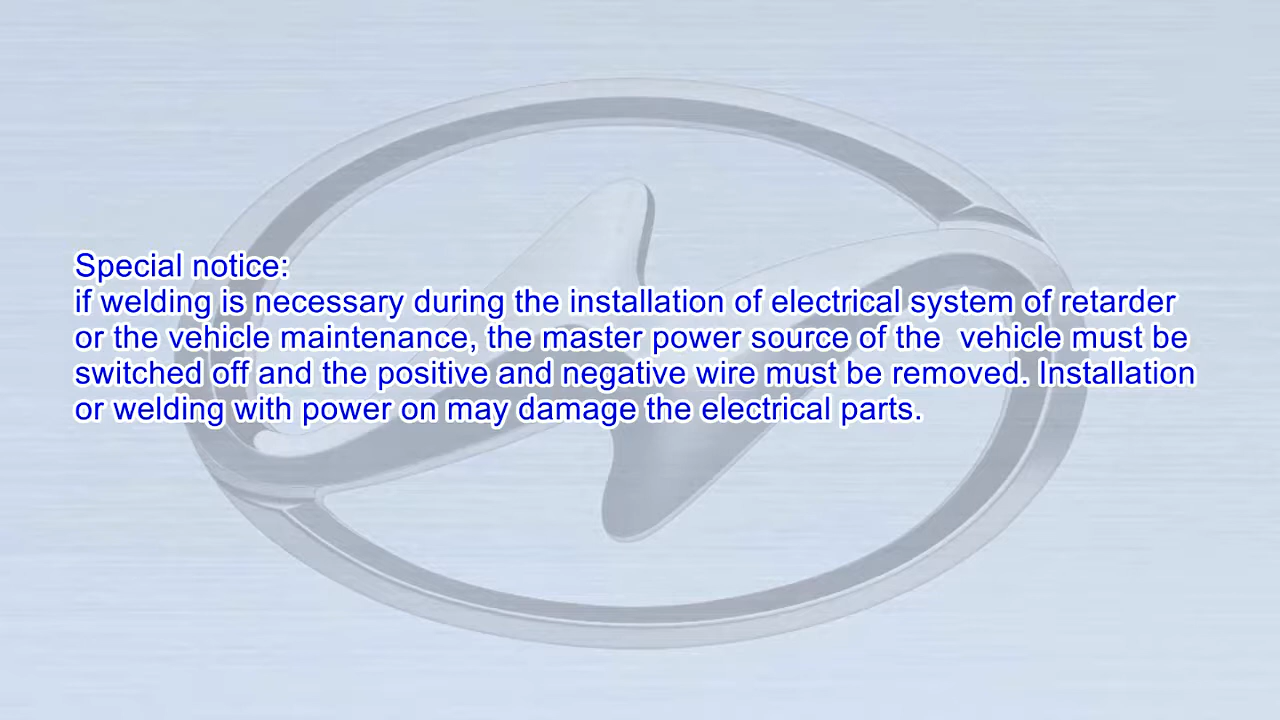 Special notice:
if welding is necessary during the installation of electrical system of retarder
or the vehicle maintenance, the master power source of the  vehicle must be
switched off and the positive and negative wire must be removed. Installation
or welding with power on may damage the electrical parts.